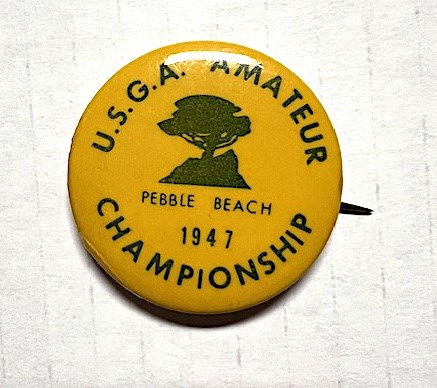 U.S.G.A. AMATEUR
PEBBLE BEACH
1947
CHAMPIONSHIP